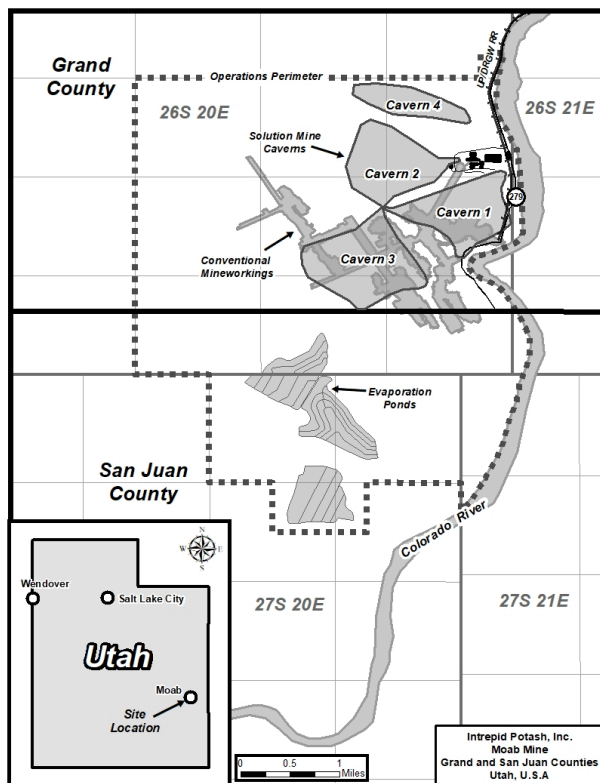 Grand
County
Operations Perimeter
UP/DRGW RR
26S 20E
26S 21E
Cavern 4
Solution Mine
Caverns
Cavern 2
279
Cavern 1
Conventional
Mineworkings
Cavern 3
Evaporation
Ponds
San Juan
County
Colorado River
27S 20E
27S 21E
N
W
E
S
Wendover
Salt Lake City
Utah
Moab
Site
Location
0
0.5
1
Miles
Intrepid Potash, Inc.
Moab Mine
Grand and San Juan Counties
Utah, U.S.A